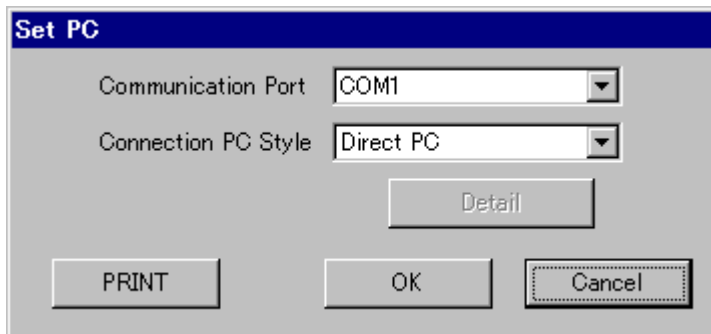 Set PC
Communication Port COM1
Connection PC Style Direct PC
Detail
PRINT OK Cancel